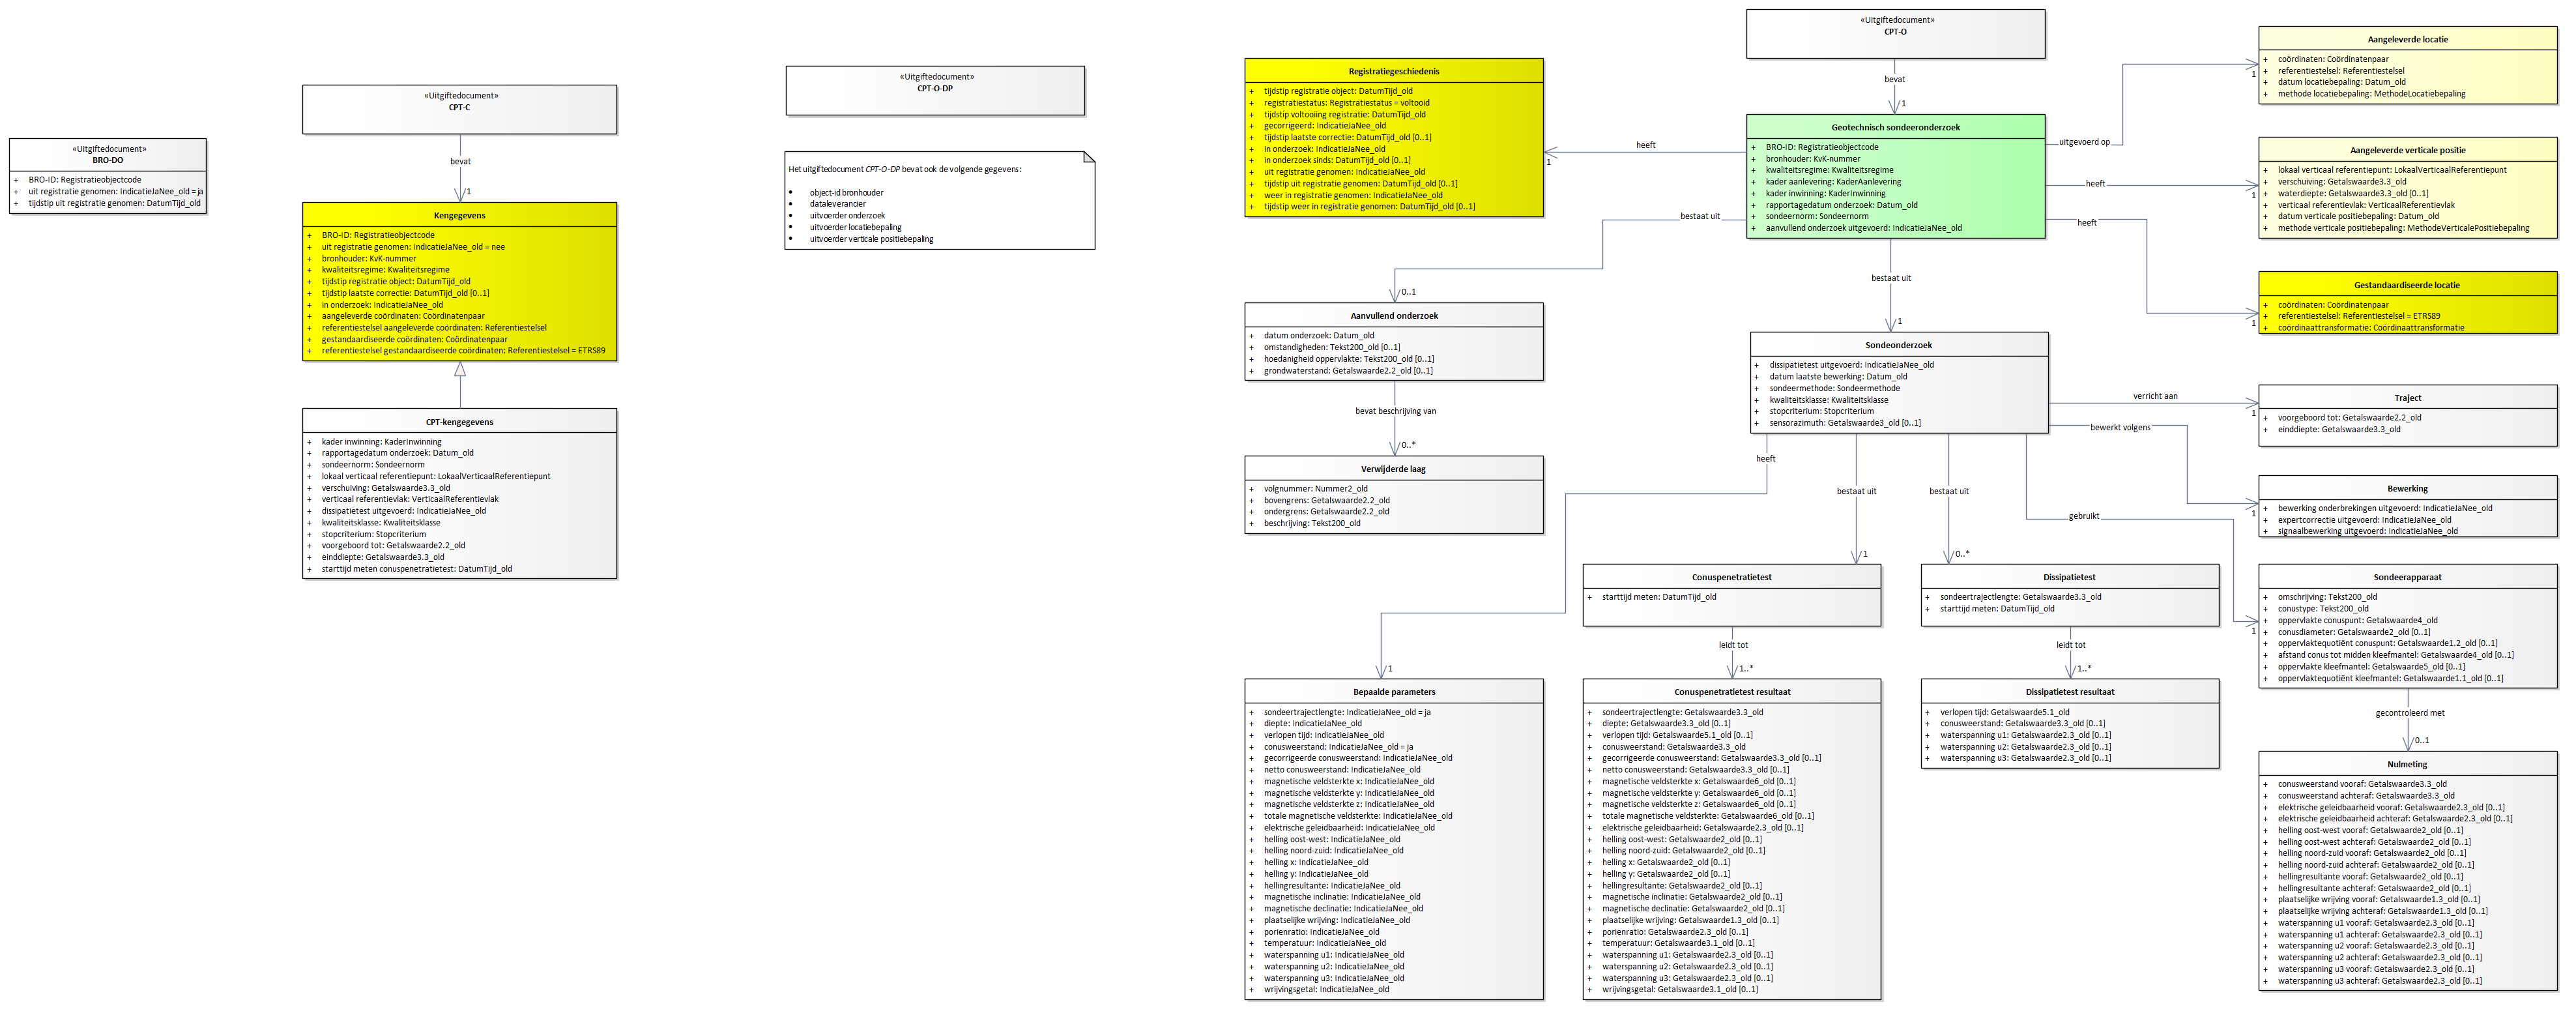 «Uitgiftedocument»
BRO-DO
+ BRO-ID: Registratieobjectcode
+ uit registratie genomen: IndicatieJaNee_old = ja
+ tijdstip uit registratie genomen: DatumTijd_old
«Uitgiftedocument»
CPT-C
bevat
1
Kengegevens
+ BRO-ID: Registratieobjectcode
+ uit registratie genomen: IndicatieJaNee_old = nee
+ bronhouder: KvK-nummer
+ kwaliteitsregime: Kwaliteitsregime
+ tijdstip registratie object: DatumTijd_old
+ tijdstip laatste correctie: DatumTijd_old [0..1]
+ in onderzoek: IndicatieJaNee_old
+ aangeleverde coördinaten: Coördinatenpaar
+ referentiestelsel aangeleverde coördinaten: Referentiestelsel
+ gestandaardiseerde coördinaten: Coördinatenpaar
+ referentiestelsel gestandaardiseerde coördinaten: Referentiestelsel = ETRS89
CPT-kengegevens
+ kader inwinning: KaderInwinning
+ rapportagedatum onderzoek: Datum_old
+ sondeernorm: Sondeernorm
+ lokaal verticaal referentiepunt: LokaalVerticaalReferentiepunt
+ verschuiving: Getalswaarde3.3_old
+ verticaal referentievlak: VerticaalReferentievlak
+ dissipatietest uitgevoerd: IndicatieJaNee_old
+ kwaliteitsklasse: Kwaliteitsklasse
+ stopcriterium: Stopcriterium
+ voorgeboord tot: Getalswaarde2.2_old
+ einddiepte: Getalswaarde3.3_old
+ starttijd meten conuspenetratietest: DatumTijd_old
«Uitgiftedocument»
CPT-O-DP
Het uitgiftedocument CPT-O-DP bevat ook de volgende gegevens:
• object-id bronhouder
• dataleverancier
• uitvoerder onderzoek
• uitvoerder locatiebepaling
• uitvoerder verticale positiebepaling
«Uitgiftedocument»
CPT-O
bevat
1
Registratiegeschiedenis
+ tijdstip registratie object: DatumTijd_old
+ registratiestatus: Registratiestatus = voltooid
+ tijdstip voltooiing registratie: DatumTijd_old
+ gecorrigeerd: IndicatieJaNee_old
+ tijdstip laatste correctie: DatumTijd_old [0..1]
+ in onderzoek: IndicatieJaNee_old
+ in onderzoek sinds: DatumTijd_old [0..1]
+ uit registratie genomen: IndicatieJaNee_old
+ tijdstip uit registratie genomen: DatumTijd_old [0..1]
+ weer in registratie genomen: IndicatieJaNee_old
+ tijdstip weer in registratie genomen: DatumTijd_old [0..1]
heeft
1
Geotechnisch sondeeronderzoek
+ BRO-ID: Registratieobjectcode
+ bronhouder: KvK-nummer
+ kwaliteitsregime: Kwaliteitsregime
+ kader aanlevering: KaderAanlevering
+ kader inwinning: KaderInwinning
+ rapportagedatum onderzoek: Datum_old
+ sondeernorm: Sondeernorm
+ aanvullend onderzoek uitgevoerd: IndicatieJaNee_old
uitgevoerd op
1
Aangeleverde locatie
+ coördinaten: Coördinatenpaar
+ referentiestelsel: Referentiestelsel
+ datum locatiebepaling: Datum_old
+ methode locatiebepaling: MethodeLocatiebepaling
heeft
1
Aangeleverde verticale positie
+ lokaal verticaal referentiepunt: LokaalVerticaalReferentiepunt
+ verschuiving: Getalswaarde3.3_old
+ waterdiepte: Getalswaarde3.3_old [0..1]
+ verticaal referentievlak: VerticaalReferentievlak
+ datum verticale positiebepaling: Datum_old
+ methode verticale positiebepaling: MethodeVerticalePositiebepaling
heeft
1
Gestandaardiseerde locatie
+ coördinaten: Coördinatenpaar
+ referentiestelsel: Referentiestelsel = ETRS89
+ coördinaattransformatie: Coördinaattransformatie
bestaat uit
0..1
Aanvullend onderzoek
+ datum onderzoek: Datum_old
+ omstandigheden: Tekst200_old [0..1]
+ hoedanigheid oppervlakte: Tekst200_old [0..1]
+ grondwaterstand: Getalswaarde2.2_old [0..1]
bevat beschrijving van
0..*
Verwijderde laag
+ volgnummer: Nummer2_old
+ bovengrens: Getalswaarde2.2_old
+ ondergrens: Getalswaarde2.2_old
+ beschrijving: Tekst200_old
bestaat uit
1
Sondeonderzoek
+ dissipatietest uitgevoerd: IndicatieJaNee_old
+ datum laatste bewerking: Datum_old
+ sondeermethode: Sondeermethode
+ kwaliteitsklasse: Kwaliteitsklasse
+ stopcriterium: Stopcriterium
+ sensorazimuth: Getalswaarde3_old [0..1]
verricht aan
1
Traject
+ voorgeboord tot: Getalswaarde2.2_old
+ einddiepte: Getalswaarde3.3_old
bewerkt volgens
1
Bewerking
+ bewerking onderbrekingen uitgevoerd: IndicatieJaNee_old
+ expertcorrectie uitgevoerd: IndicatieJaNee_old
+ signaalbewerking uitgevoerd: IndicatieJaNee_old
gebruikt
1
Sondeerapparaat
+ omschrijving: Tekst200_old
+ conustype: Tekst200_old
+ oppervlakte conuspunt: Getalswaarde4_old
+ conusdiameter: Getalswaarde2_old [0..1]
+ oppervlaktequotiënt conuspunt: Getalswaarde1.2_old [0..1]
+ afstand conus tot midden kleefmantel: Getalswaarde4_old [0..1]
+ oppervlakte kleefmantel: Getalswaarde5_old [0..1]
+ oppervlaktequotiënt kleefmantel: Getalswaarde1.1_old [0..1]
gecontroleerd met
0..1
Nulmeting
+ conusweerstand vooraf: Getalswaarde3.3_old
+ conusweerstand achteraf: Getalswaarde3.3_old
+ elektrische geleidbaarheid vooraf: Getalswaarde2.3_old [0..1]
+ elektrische geleidbaarheid achteraf: Getalswaarde2.3_old [0..1]
+ helling oost-west vooraf: Getalswaarde2_old [0..1]
+ helling oost-west achteraf: Getalswaarde2_old [0..1]
+ helling noord-zuid vooraf: Getalswaarde2_old [0..1]
+ helling noord-zuid achteraf: Getalswaarde2_old [0..1]
+ hellingresultante vooraf: Getalswaarde2_old [0..1]
+ hellingresultante achteraf: Getalswaarde2_old [0..1]
+ plaatselijke wrijving vooraf: Getalswaarde1.3_old [0..1]
+ plaatselijke wrijving achteraf: Getalswaarde1.3_old [0..1]
+ waterspanning u1 vooraf: Getalswaarde2.3_old [0..1]
+ waterspanning u1 achteraf: Getalswaarde2.3_old [0..1]
+ waterspanning u2 vooraf: Getalswaarde2.3_old [0..1]
+ waterspanning u2 achteraf: Getalswaarde2.3_old [0..1]
+ waterspanning u3 vooraf: Getalswaarde2.3_old [0..1]
+ waterspanning u3 achteraf: Getalswaarde2.3_old [0..1]
heeft
1
Bepaalde parameters
+ sondeertrajectlengte: IndicatieJaNee_old = ja
+ diepte: IndicatieJaNee_old
+ verlopen tijd: IndicatieJaNee_old
+ conusweerstand: IndicatieJaNee_old = ja
+ gecorrigeerde conusweerstand: IndicatieJaNee_old
+ netto conusweerstand: IndicatieJaNee_old
+ magnetische veldsterkte x: IndicatieJaNee_old
+ magnetische veldsterkte y: IndicatieJaNee_old
+ magnetische veldsterkte z: IndicatieJaNee_old
+ totale magnetische veldsterkte: IndicatieJaNee_old
+ elektrische geleidbaarheid: IndicatieJaNee_old
+ helling oost-west: IndicatieJaNee_old
+ helling noord-zuid: IndicatieJaNee_old
+ helling x: IndicatieJaNee_old
+ helling y: IndicatieJaNee_old
+ hellingresultante: IndicatieJaNee_old
+ magnetische inclinatie: IndicatieJaNee_old
+ magnetische declinatie: IndicatieJaNee_old
+ plaatselijke wrijving: IndicatieJaNee_old
+ porienratio: IndicatieJaNee_old
+ temperatuur: IndicatieJaNee_old
+ waterspanning u1: IndicatieJaNee_old
+ waterspanning u2: IndicatieJaNee_old
+ waterspanning u3: IndicatieJaNee_old
+ wrijvingsgetal: IndicatieJaNee_old
bestaat uit
1
Conuspenetratietest
+ starttijd meten: DatumTijd_old
leidt tot
1..*
Conuspenetratietest resultaat
+ sondeertrajectlengte: Getalswaarde3.3_old
+ diepte: Getalswaarde3.3_old [0..1]
+ verlopen tijd: Getalswaarde5.1_old [0..1]
+ conusweerstand: Getalswaarde3.3_old
+ gecorrigeerde conusweerstand: Getalswaarde3.3_old [0..1]
+ netto conusweerstand: Getalswaarde3.3_old [0..1]
+ magnetische veldsterkte x: Getalswaarde6_old [0..1]
+ magnetische veldsterkte y: Getalswaarde6_old [0..1]
+ magnetische veldsterkte z: Getalswaarde6_old [0..1]
+ totale magnetische veldsterkte: Getalswaarde6_old [0..1]
+ elektrische geleidbaarheid: Getalswaarde2.3_old [0..1]
+ helling oost-west: Getalswaarde2_old [0..1]
+ helling noord-zuid: Getalswaarde2_old [0..1]
+ helling x: Getalswaarde2_old [0..1]
+ helling y: Getalswaarde2_old [0..1]
+ hellingresultante: Getalswaarde2_old [0..1]
+ magnetische inclinatie: Getalswaarde2_old [0..1]
+ magnetische declinatie: Getalswaarde2_old [0..1]
+ plaatselijke wrijving: Getalswaarde1.3_old [0..1]
+ porienratio: Getalswaarde2.3_old [0..1]
+ temperatuur: Getalswaarde3.1_old [0..1]
+ waterspanning u1: Getalswaarde2.3_old [0..1]
+ waterspanning u2: Getalswaarde2.3_old [0..1]
+ waterspanning u3: Getalswaarde2.3_old [0..1]
+ wrijvingsgetal: Getalswaarde3.1_old [0..1]
bestaat uit
0..*
Dissipatietest
+ sondeertrajectlengte: Getalswaarde3.3_old
+ starttijd meten: DatumTijd_old
leidt tot
1..*
Dissipatietest resultaat
+ verlopen tijd: Getalswaarde5.1_old
+ conusweerstand: Getalswaarde3.3_old [0..1]
+ waterspanning u1: Getalswaarde2.3_old [0..1]
+ waterspanning u2: Getalswaarde2.3_old [0..1]
+ waterspanning u3: Getalswaarde2.3_old [0..1]